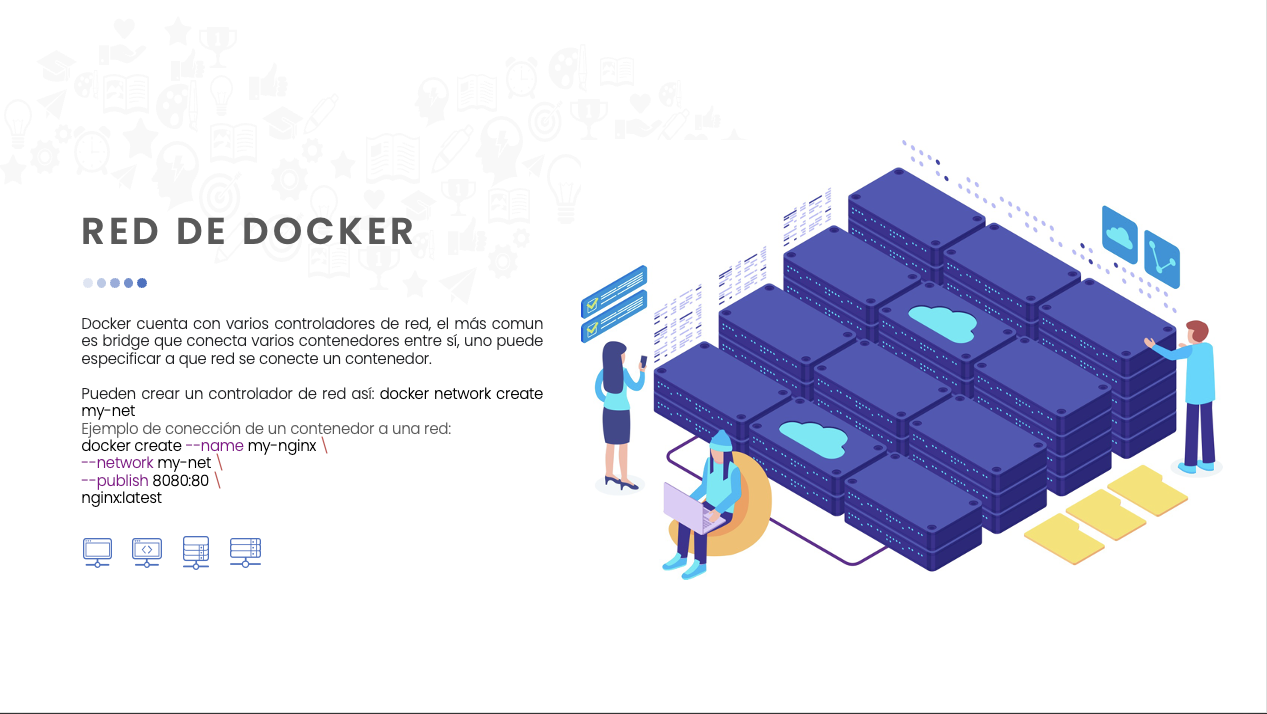 RED DE DOCKER
Docker cuenta con varios controladores de red, el más comun
es bridge que conecta varios contenedores entre sí, uno puede
especificar a que red se conecte un contenedor.
Pueden crear un controlador de red así: docker network create
my-net
Ejemplo de conección de un contenedor a una red:
docker create --name my-nginx \
--network my-net \
--publish 8080:80 \
nginx:latest